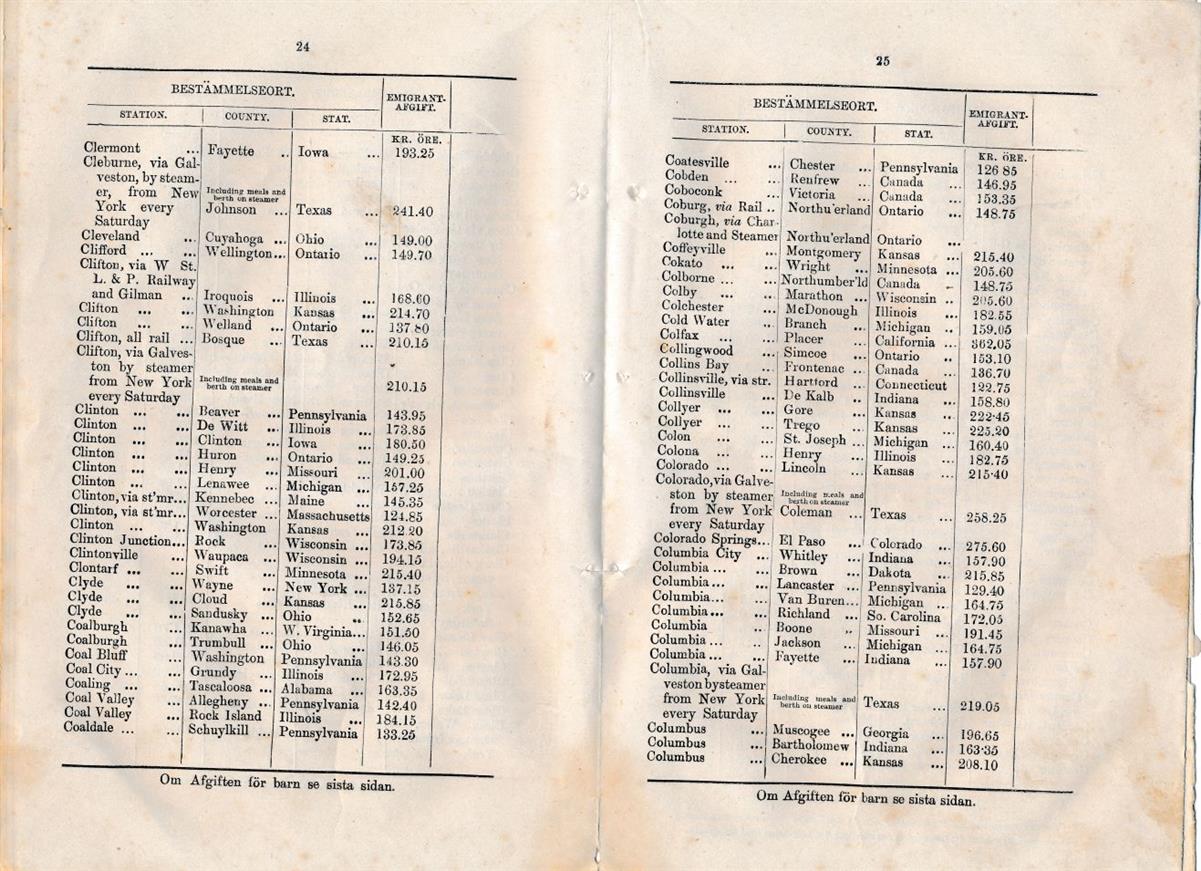 24
BESTÄMMELSEORT. EMIGRANT-AFGIFT.
STATION. COUNTY. STAT.
KR. ÖRE.
Clermont ... Fayette .. Iowa ... 193.25
Cleburne, via Gal-
veston, by steam-
er, from New Including meals and
York every berth on steamer
Johnson ... Texas ... 241.40
Saturday
Cleveland ... Cuyahoga ... Ohio ... 149.00
Clifford ... ... Wellington... Ontario ... 149.70
Clifton, via W St.
L. & P. Railway
and Gilman ... Iroquois ... Illinois ... 168.60
Clifton ... ... Washington Kansas ... 214.70
Clifton ... ... Welland ... Ontario ... 137.80
Clifton, all rail ... Bosque ... Texas ... 210.15
Clifton, via Galves-
ton by steamer
from New York Including meals and berth on steamer 210.15
every Saturday
Clinton ... ... Beaver ... Pennsylvania 143.95
Clinton ... ... De Witt ... Illinois ... 173.85
Clinton ... ... Clinton ... Iowa ... 180.50
Clinton ... ... Huron ... Ontario ... 149.25
Clinton ... ... Henry ... Missouri ... 201.00
Clinton ... ... Lenawee ... Michigan ... 157.25
Clinton, via st'mr... Kennebec ... Maine ... 145.35
Clinton, via st'mr... Worcester ... Massachusetts 124.85
Clinton ... ... Washington Kansas ... 212.20
Clinton Junction... Rock ... Wisconsin ... 173.85
Clintonville ... Waupaca ... Wisconsin ... 194.15
Clontarf ... ... Swift ... Minnesota ... 215.40
Clyde ... ... Wayne ... New York ... 137.15
Clyde ... ... Cloud ... Kansas ... 215.85
Clyde ... ... Sandusky ... Ohio .. 152.65
Coalburgh ... Kanawha ... W. Virginia... 151.50
Coalburgh ... Trumbull ... Ohio ... 146.05
Coal Bluff ... Washington Pennsylvania 143.30
Coal City ... ... Grundy ... Illinois ... 172.95
Coaling ... ... Tascaloosa ... Alabama ... 163.35
Coal Valley ... Allegheny ... Pennsylvania 142.40
Coal Valley ... Rock Island Illinois ... 184.15
Coaldale ... ... Schuylkill ... Pennsylvania 133.25
Om Afgiften för barn se sista sidan.
25
BESTÄMMELSEORT. EMIGRANT-AFGIFT.
STATION. COUNTY. STAT.
KR. ÖRE.
Coatesville ... Chester ... Pennsylvania 126 85
Cobden ... ... Renfrew ... Canada ... 146.95
Coboconk ... Victoria ... Canada ... 153.35
Coburg, via Rail .. Northu'erland Ontario ... 148.75
Coburgh, via Char-
lotte and Steamer Northu'erland Ontario ...
Coffeyville ... Montgomery Kansas ... 215.40
Cokato ... ... Wright ... Minnesota ... 205.60
Colborne ... ... Northumber'ld Canada .. 148.75
Colby ... ... Marathon ... Wisconsin .. 205.60
Colchester ... McDonough Illinois ... 182.55
Cold Water ... Branch ... Michigan .. 159.05
Colfax ... ... Placer ... California ... 362.05
Collingwood ... Simcoe ... Ontario .. 153.10
Collins Bay ... Frontenac ... Canada ... 136.70
Collinsville, via str. Hartford ... Connecticut 122.75
Collinsville ... De Kalb .. Indiana ... 158.80
Collyer ... ... Gore ... Kansas ... 222·45
Collyer ... ... Trego ... Kansas ... 225.20
Colon ... ... St. Joseph ... Michigan ... 160.40
Colona ... ... Henry ... Illinois ... 182.75
Colorado ... ... Lincoln ... Kansas ... 215·40
Colorado, via Galve-
ston by steamer Including meals and berth on steamer
from New York Coleman ... Texas ... 258.25
every Saturday
Colorado Springs... El Paso ... Colorado ... 275.60
Columbia City ... Whitley ... Indiana ... 157.90
Columbia ... ... Brown ... Dakota ... 215.85
Columbia... ... Lancaster ... Pennsylvania 129.40
Columbia... ... Van Buren... Michigan ... 164.75
Columbia... ... Richland ... So. Carolina 172.05
Columbia .. Boone .. Missouri ... 191.45
Columbia ... ... Jackson ... Michigan ... 164.75
Columbia ... ... Fayette ... Indiana ... 157.90
Columbia, via Gal-
veston bysteamer
from New York Including meals and berth on steamer Texas ... 219.05
every Saturday
Columbus ... Muscogee ... Georgia ... 196.65
Columbus ... Bartholomew Indiana ... 163·35
Columbus ... Cherokee ... Kansas ... 208.10
Om Afgiften för barn se sista sidan.